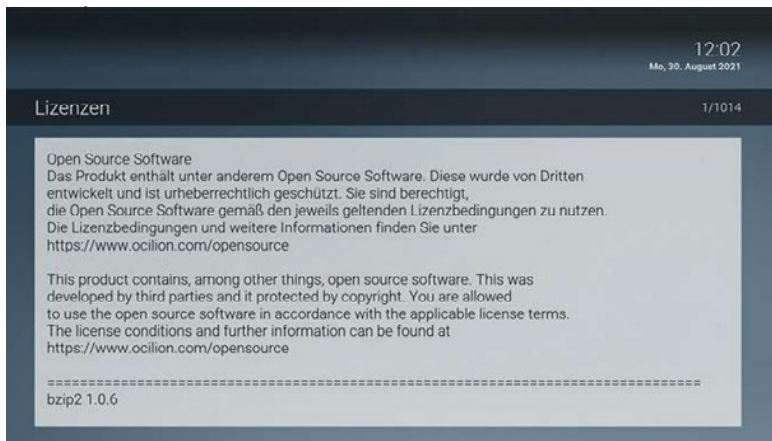 12:02
Mo, 30. August 2021
Lizenzen
1/1014
Open Source Software
Das Produkt enthält unter anderem Open Source Software. Diese wurde von Dritten
entwickelt und ist urheberrechtlich geschützt. Sie sind berechtigt,
die Open Source Software gemäß den jeweils geltenden Lizenzbedingungen zu nutzen.
Die Lizenzbedingungen und weitere Informationen finden Sie unter
https://www.ocilion.com/opensource
This product contains, among other things, open source software. This was
developed by third parties and it protected by copyright. You are allowed
to use the open source software in accordance with the applicable license terms.
The license conditions and further information can be found at
https://www.ocilion.com/opensource
================================================================================
bzip2 1.0.6